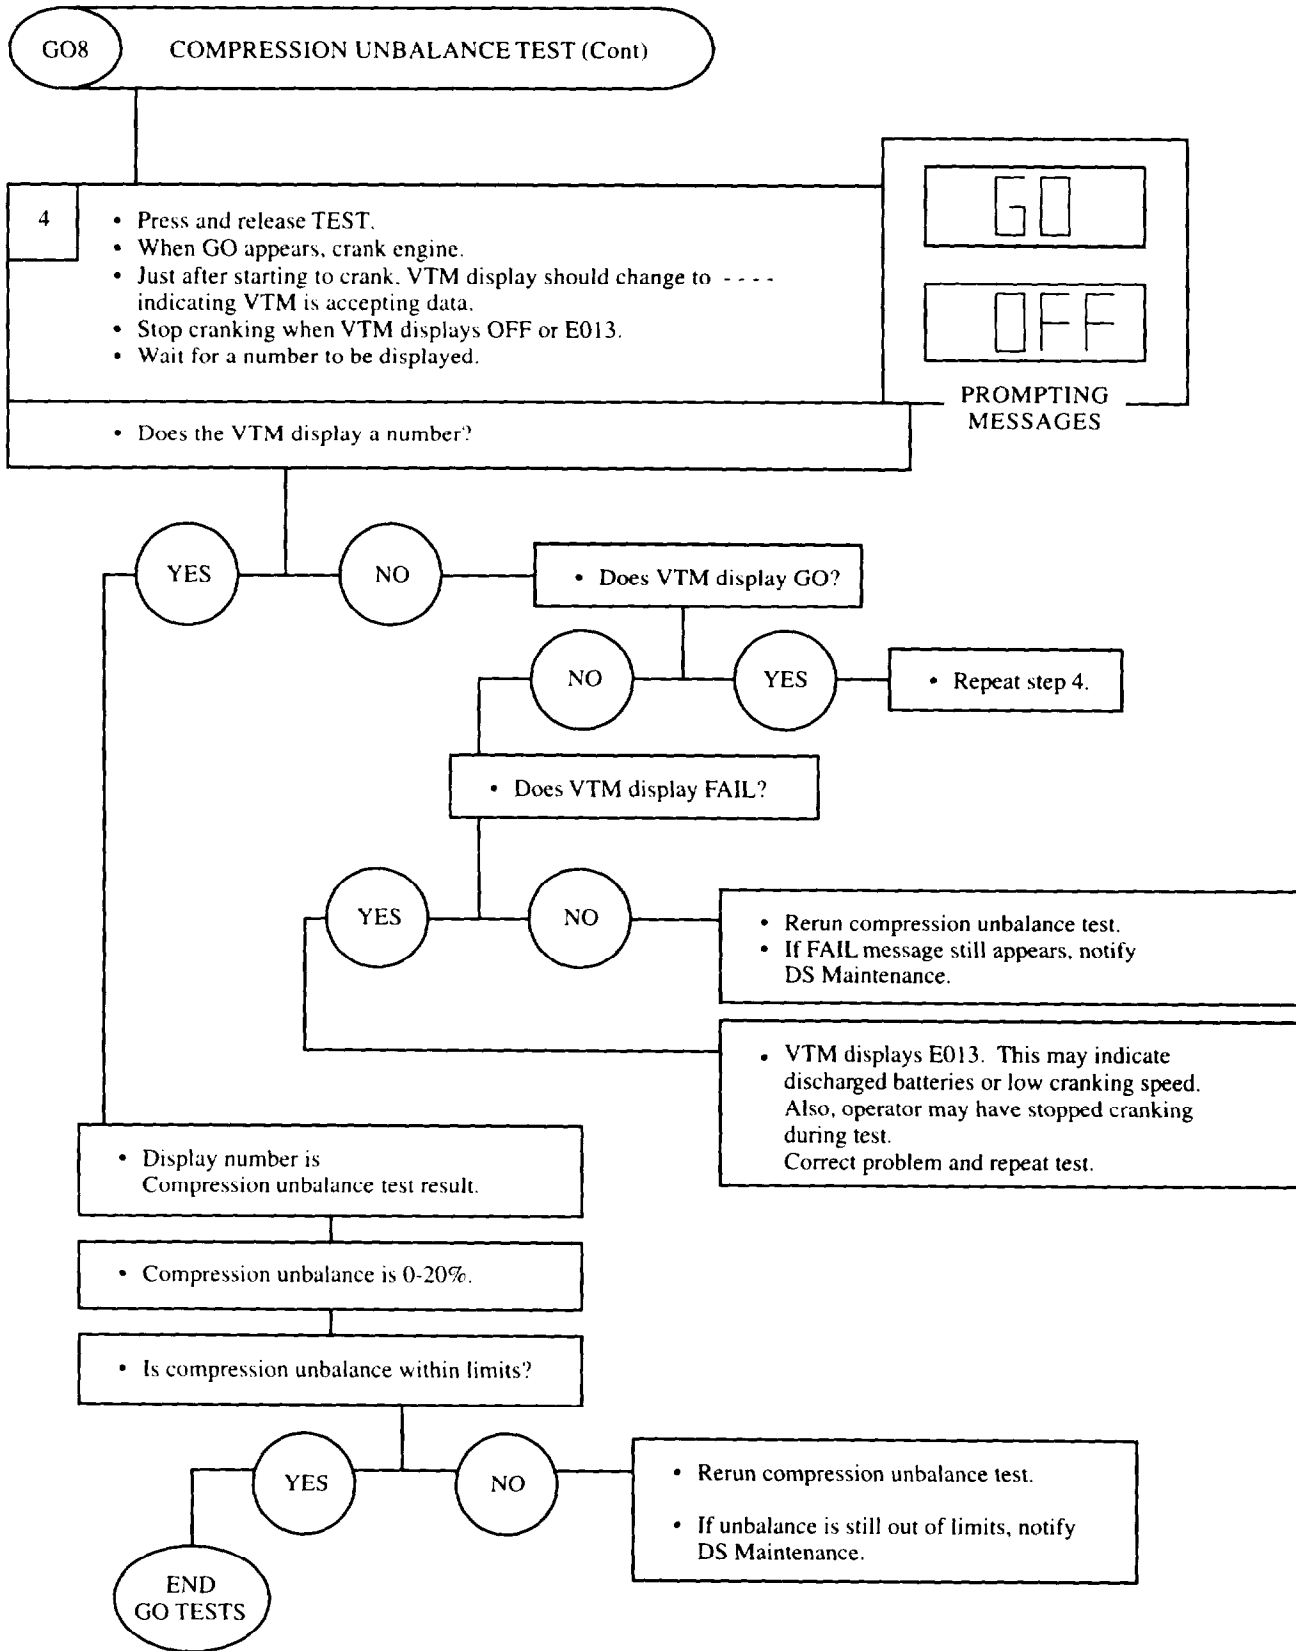 GO8
COMPRESSION UNBALANCE TEST (Cont)
4
• Press and release TEST.
• When GO appears, crank engine.
• Just after starting to crank. VTM display should change to - - - -
indicating VTM is accepting data.
• Stop cranking when VTM displays OFF or E013.
• Wait for a number to be displayed.
GO
OFF
PROMPTING
MESSAGES
• Does the VTM display a number?
YES
NO
• Does VTM display GO?
NO
YES
• Repeat step 4.
• Does VTM display FAIL?
YES
NO
• Rerun compression unbalance test.
• If FAIL message still appears, notify
DS Maintenance.
• VTM displays E013. This may indicate
discharged batteries or low cranking speed.
Also, operator may have stopped cranking
during test.
Correct problem and repeat test.
• Display number is
Compression unbalance test result.
• Compression unbalance is 0-20%.
• Is compression unbalance within limits?
YES
NO
• Rerun compression unbalance test.
• If unbalance is still out of limits, notify
DS Maintenance.
END
GO TESTS